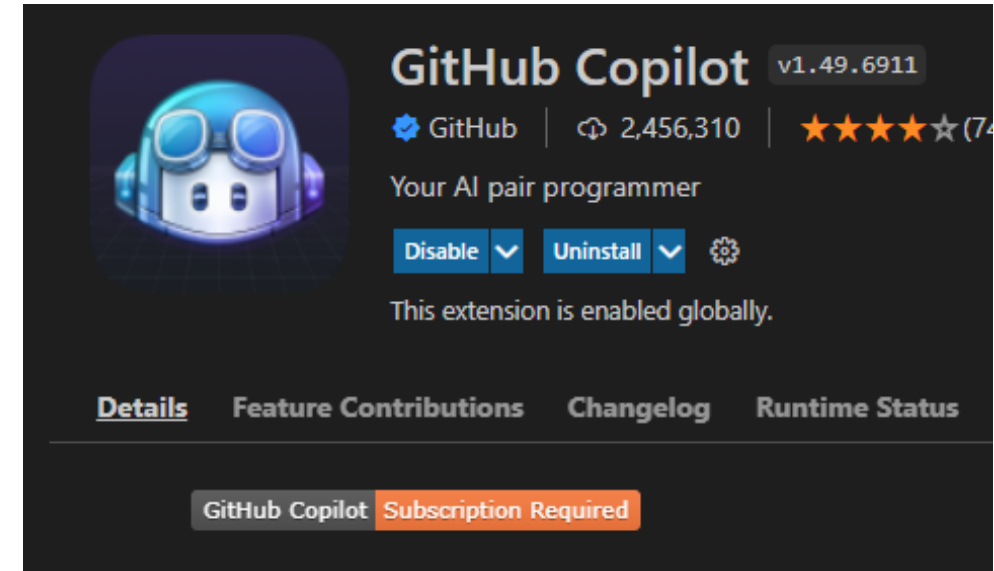 GitHub Copilot v1.49.6911
GitHub 2,456,310 (74
Your AI pair programmer
Disable Uninstall
This extension is enabled globally.
Details Feature Contributions Changelog Runtime Status
GitHub Copilot Subscription Required